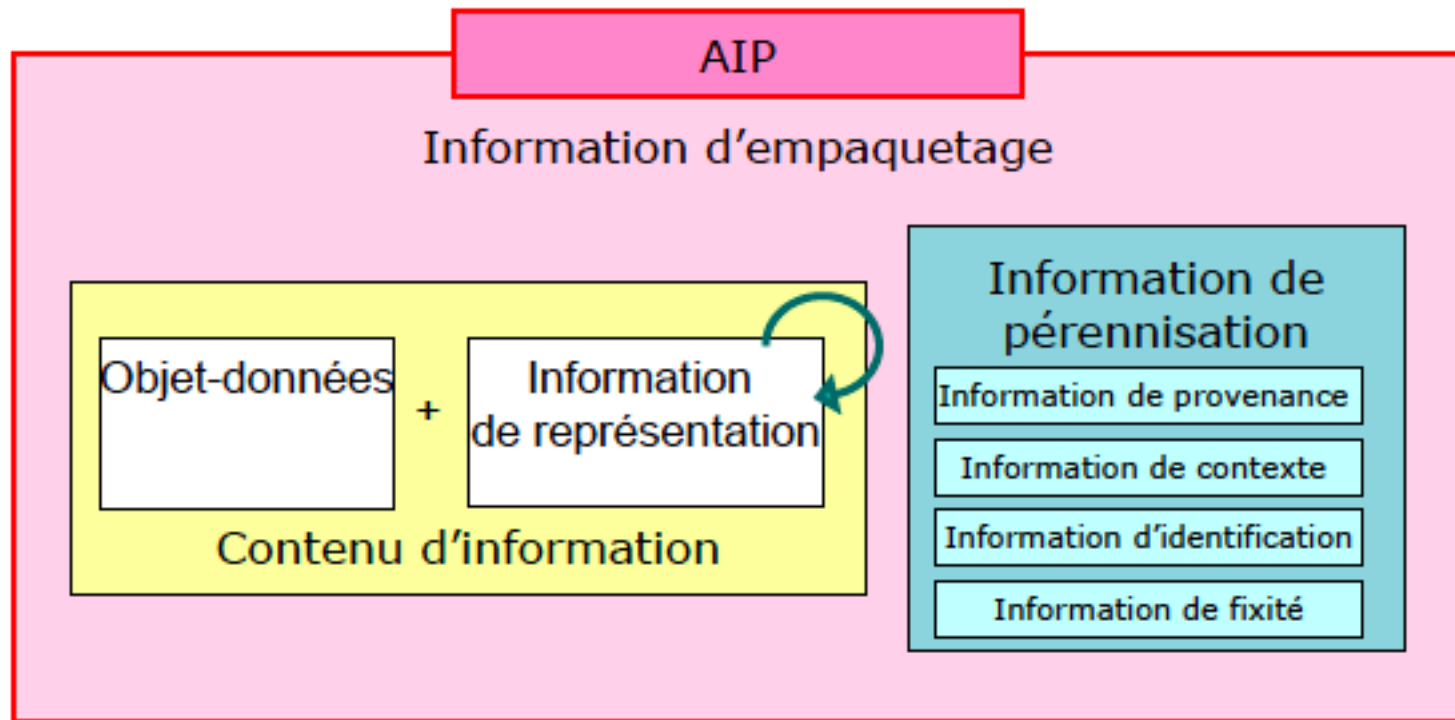 AIP
Information d’empaquetage
Objet-données
+
Information
de représentation
Contenu d’information
Information de
pérennisation
Information de provenance
Information de contexte
Information d’identification
Information de fixité